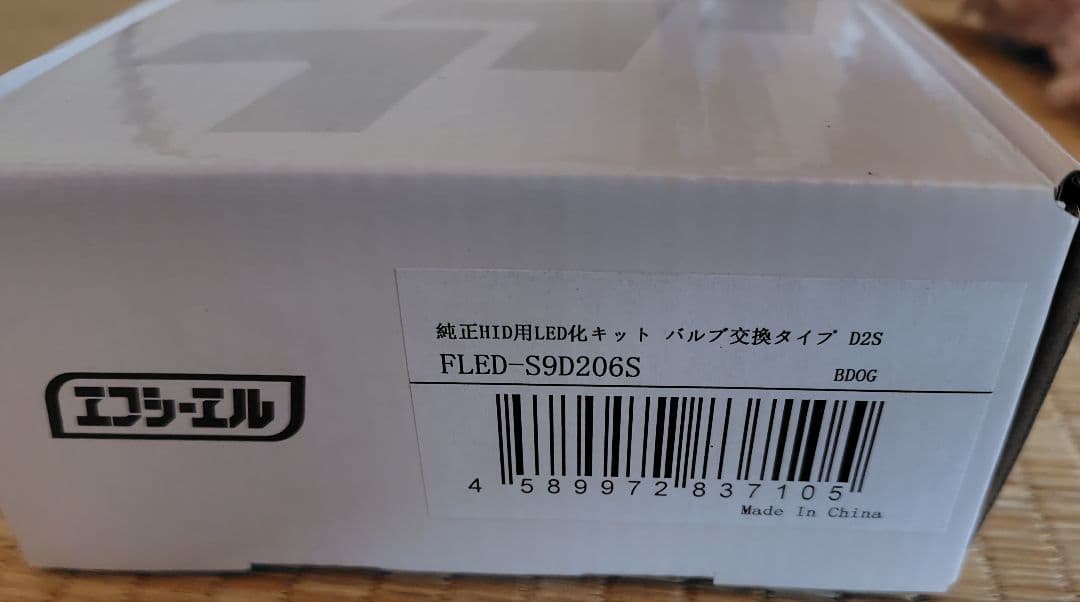 純正HID用LED化キット バルブ交換タイプ D2S
FLED-S9D206S
BDOG
エフシーエル
4 589972 837105
Made In China